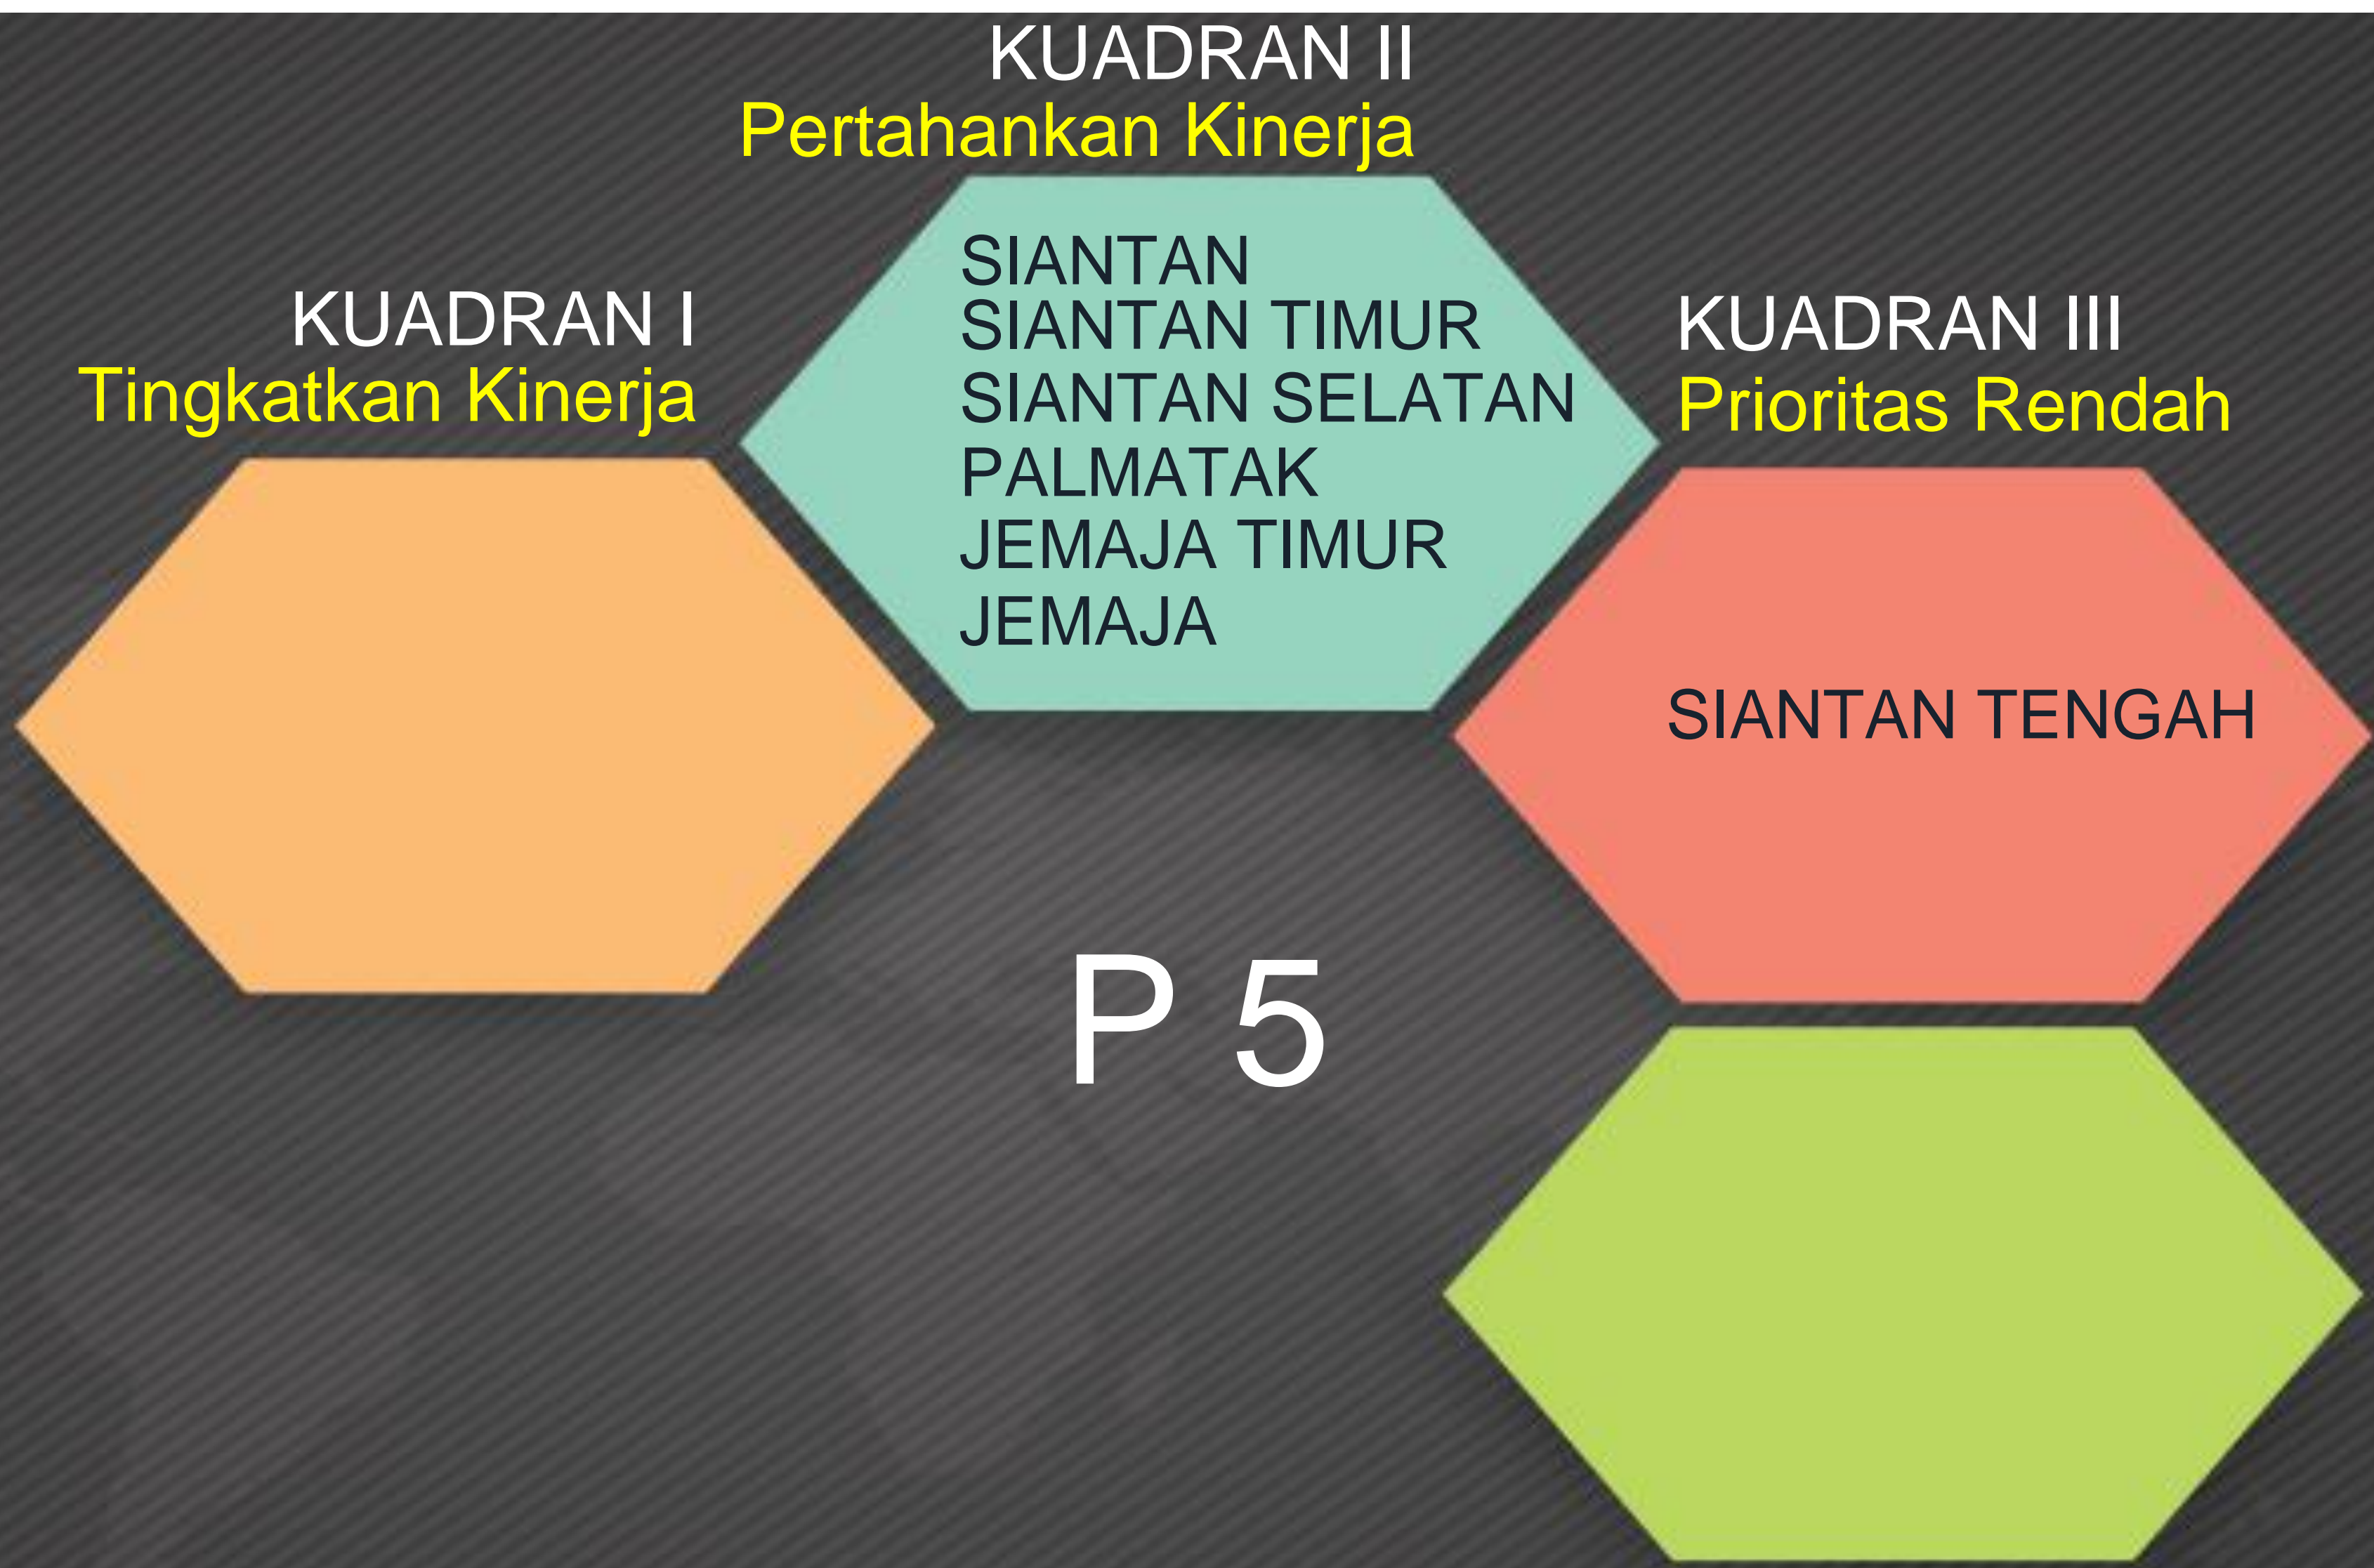 KUADRAN II
Pertahankan Kinerja
SIANTAN
SIANTAN TIMUR
SIANTAN SELATAN
PALMATAK
JEMAJA TIMUR
JEMAJA
KUADRAN I
Tingkatkan Kinerja
KUADRAN III
Prioritas Rendah
SIANTAN TENGAH
P 5